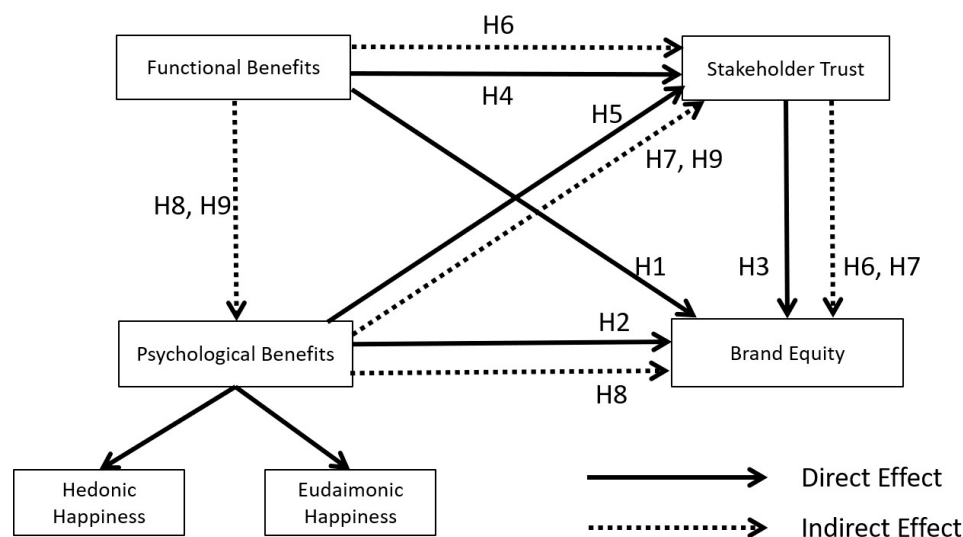 H6
Functional Benefits
Stakeholder Trust
H4
H5
H7, H9
H8, H9
H1
H3
H6, H7
H2
Psychological Benefits
Brand Equity
H8
Hedonic
Happiness
Eudaimonic
Happiness
Direct Effect
Indirect Effect